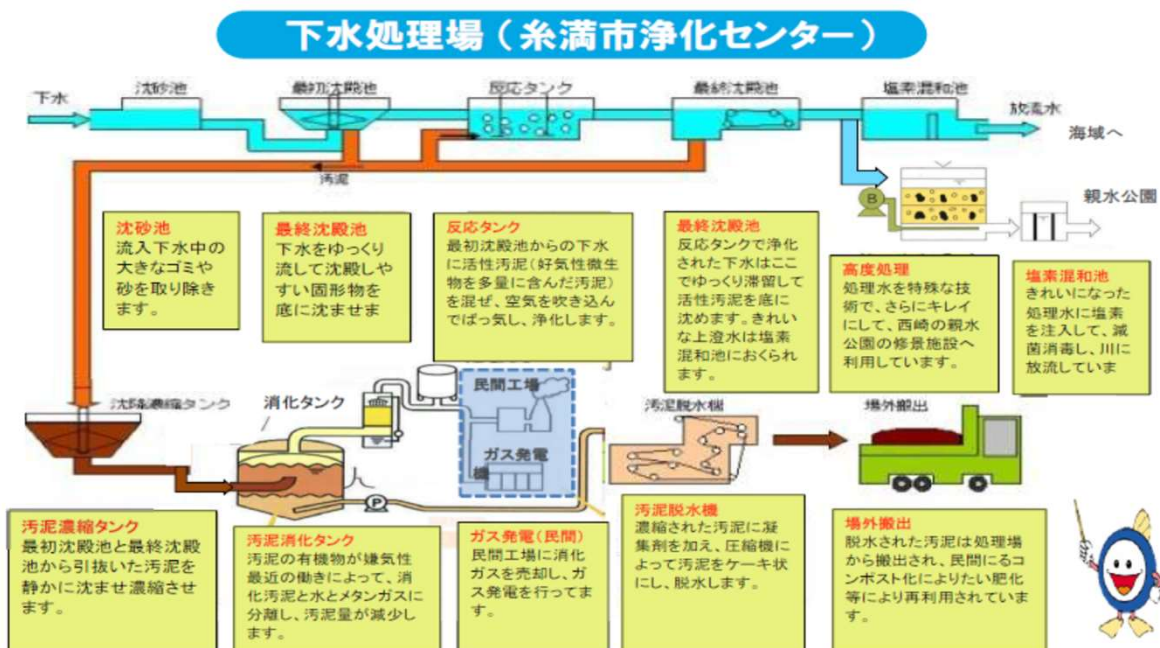 下水処理場（糸満市浄化センター）
下水
沈砂池
最初沈殿池
反応タンク
最終沈殿池
塩素混和池
放流水
海域へ
汚泥
B
親水公園
沈砂池
流入下水中の
大きなゴミや
砂を取り除き
ます。
最終沈殿池
下水をゆっくり
流して沈殿しや
すい固形物を
底に沈ませま
反応タンク
最初沈殿池からの下水
に活性汚泥（好気性微生
物を多量に含んだ汚泥）
を混ぜ、空気を吹き込ん
でばっ気し、浄化します。
最終沈殿池
反応タンクで浄化
された下水はここ
でゆっくり滞留して
活性汚泥を底に
沈めます。きれい
な上澄水は塩素
混和池におくられ
ます。
高度処理
処理水を特殊な技
術で、さらにキレイ
にして、西崎の親水
公園の修景施設へ
利用しています。
塩素混和池
きれいになった
処理水に塩素
を注入して、減
菌消毒し、川に
放流していま
沈降濃縮タンク
消化タンク
民間工場
ガス発電
機
P
汚泥脱水機
場外搬出
汚泥濃縮タンク
最初沈殿池と最終沈殿
池から引抜いた汚泥を
静かに沈ませ濃縮させ
ます。
汚泥消化タンク
汚泥の有機物が嫌気性
最近の働きによって、消
化汚泥と水とメタンガスに
分離し、汚泥量が減少し
ます。
ガス発電（民間）
民間工場に消化
ガスを売却し、ガ
ス発電を行ってま
す。
汚泥脱水機
濃縮された汚泥に凝
集剤を加え、圧縮機に
よって汚泥をケーキ状
にし、脱水します。
場外搬出
脱水された汚泥は処理場
から搬出され、民間にるコ
ンポスト化によりたい肥化
等により再利用されていま
す。